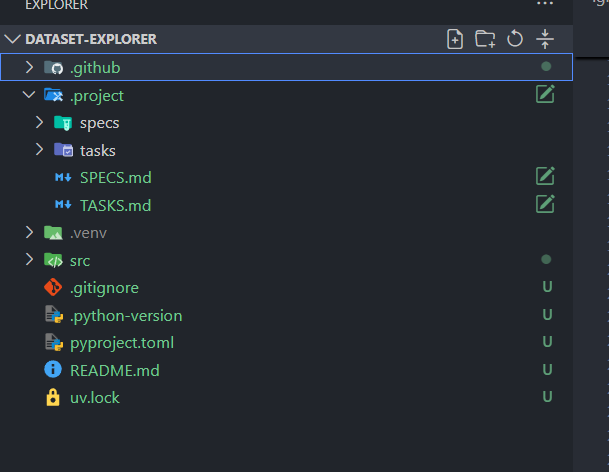 EXPLORER
DATASET-EXPLORER
.github
.project
specs
tasks
SPECS.md
TASKS.md
.venv
src
.gitignore U
.python-version U
pyproject.toml U
README.md U
uv.lock U